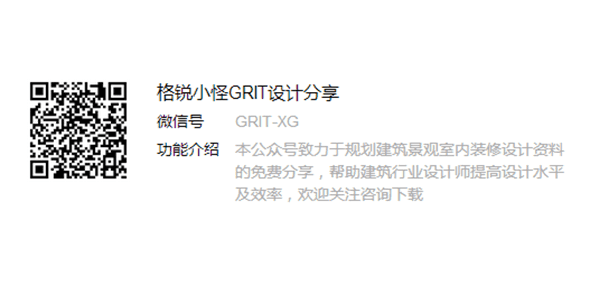 格锐小怪GRIT设计分享
微信号 GRIT-XG
功能介绍 本公众号致力于规划建筑景观室内装修设计资料
的免费分享，帮助建筑行业设计师提高设计水平
及效率，欢迎关注咨询下载